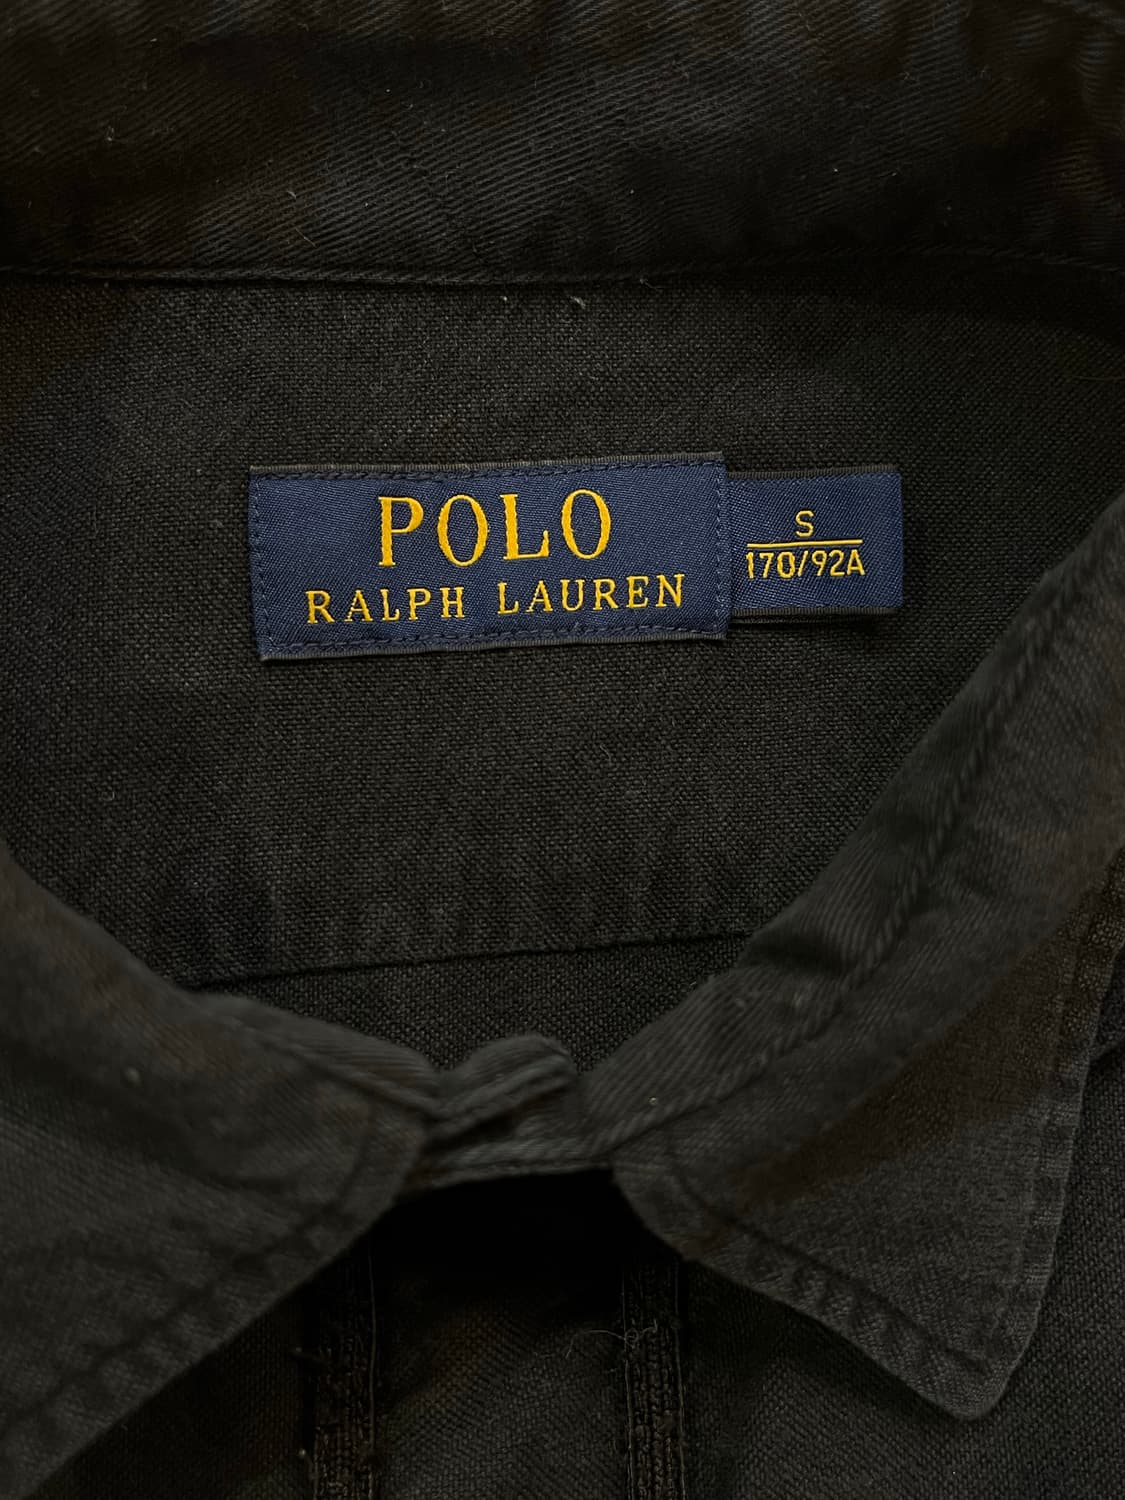 POLO
RALPH LAUREN
S
170/92A